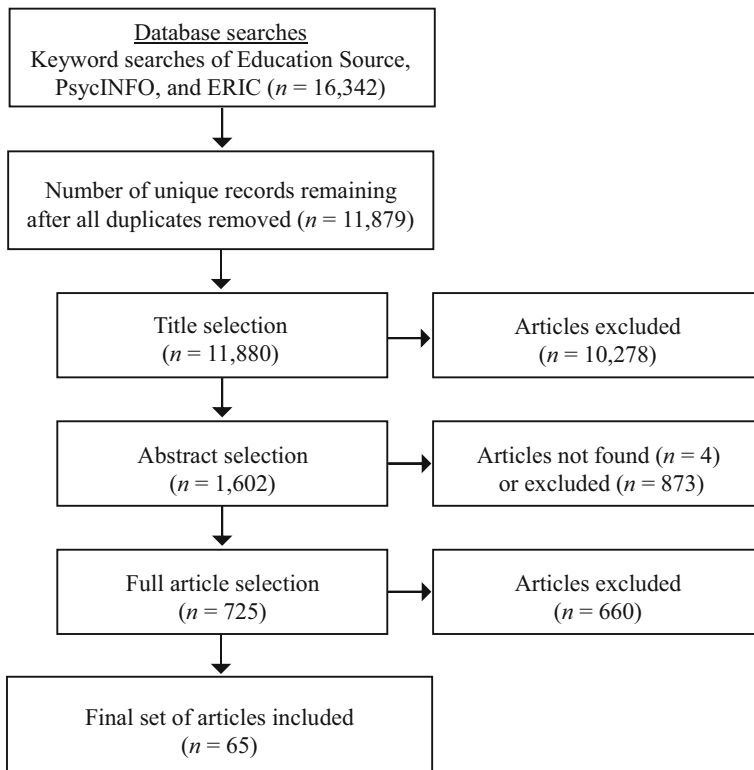 Database searches
Keyword searches of Education Source,
PsycINFO, and ERIC (n = 16,342)
Number of unique records remaining
after all duplicates removed (n = 11,879)
Title selection
(n = 11,880)
Articles excluded
(n = 10,278)
Abstract selection
(n = 1,602)
Articles not found (n = 4)
or excluded (n = 873)
Full article selection
(n = 725)
Articles excluded
(n = 660)
Final set of articles included
(n = 65)